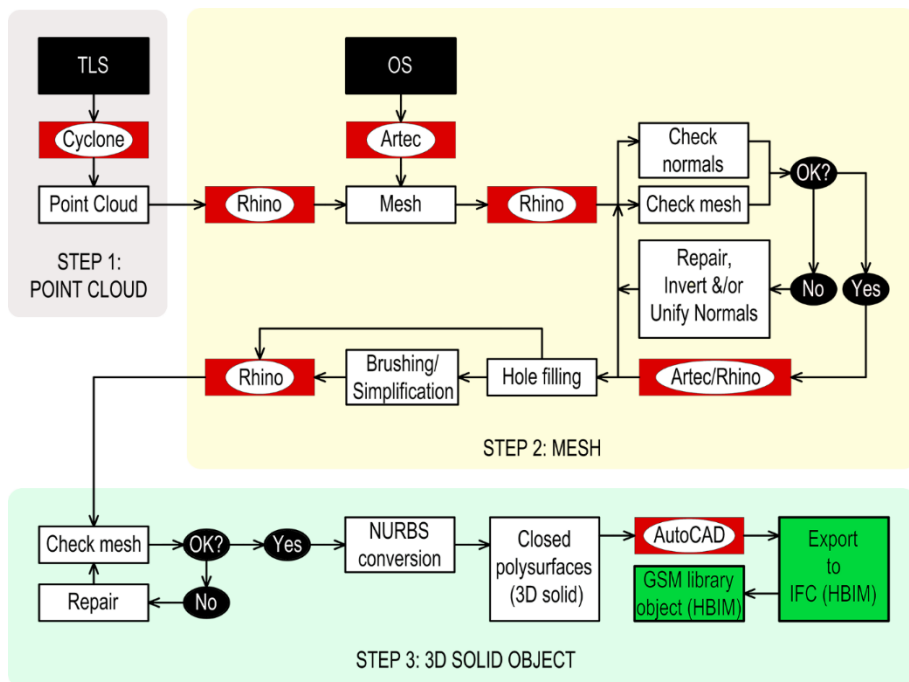 TLS
Cyclone
Point Cloud
STEP 1:
POINT CLOUD
OS
Artec
Rhino
Mesh
Rhino
Check
normals
Check mesh
OK?
Repair,
Invert &/or
Unify Normals
No
Yes
Rhino
Brushing/
Simplification
Hole filling
Artec/Rhino
STEP 2: MESH
Check mesh
OK?
Yes
Repair
No
NURBS
conversion
Closed
polysurfaces
(3D solid)
AutoCAD
GSM library
object (HBIM)
Export
to
IFC (HBIM)
STEP 3: 3D SOLID OBJECT